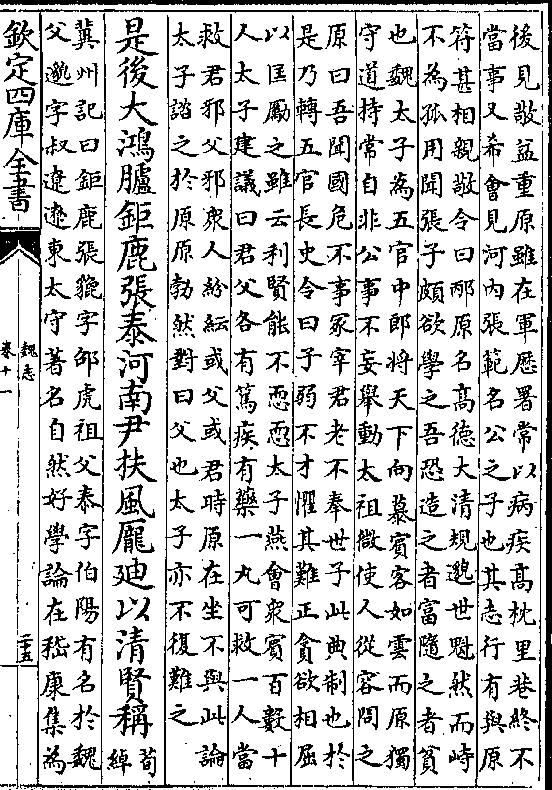 後見敬益重原雖在軍歷署常以病疾高枕里巷終不
當事又希會見河内張範名公之子也其志行有與原
符甚相親敬令曰邴原名高德大清規邈世魁然而峙
不為孤用聞張子頗欲學之吾恐造之者富隨之者貧
也魏太子為五官中郎将天下向慕賓客如雲而原獨
守道持常自非公事不妄舉動太祖微使人從容問之
原曰吾聞國危不事冢宰君老不奉世子此典制也於
是乃轉五官長史令曰子弱不才懼其難正貪欲相屈
以匡勵之雖云利賢能不恧恧太子燕會衆賓百數十
人太子建議曰君父各有篤疾有藥一丸可救一人當
救君邪父邪衆人紛紜或父或君時原在坐不與此論
太子諮之於原原勃然對曰父也太子亦不復難之
是後大鴻臚鉅鹿張泰河南尹扶風龎廸以清賢稱
荀
綽
冀州記曰鉅鹿張貔字邵虎祖父泰字伯陽有名於魏
父邈字叔遼遼東太守著名自然好學論在嵇康集為
欽定四庫全書
魏志
卷十一
二十五